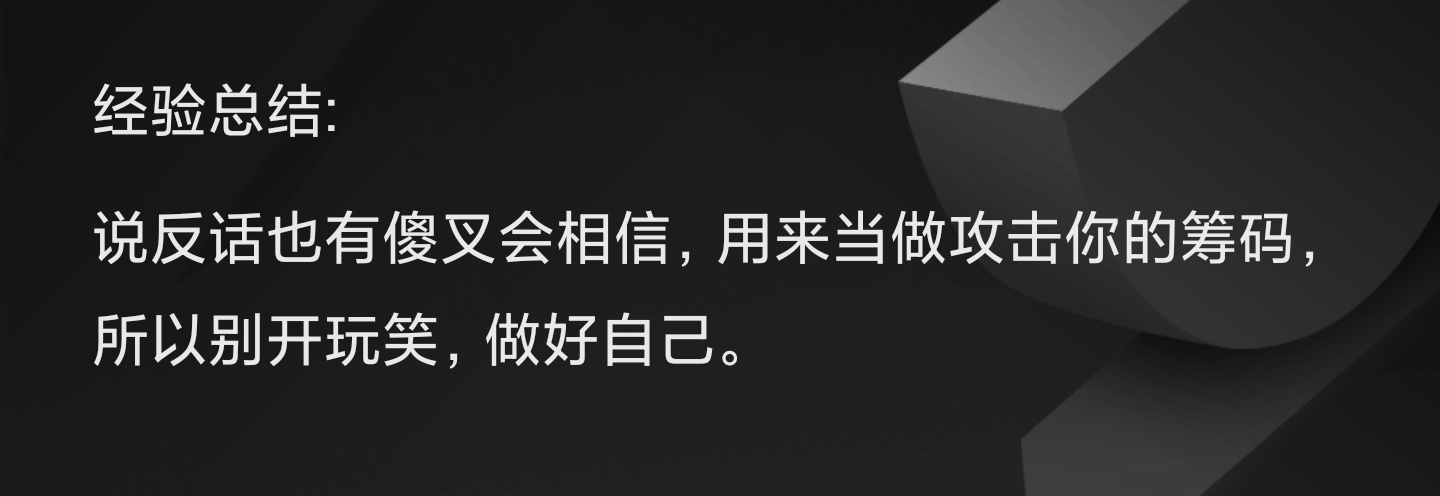 经验总结:
说反话也有傻叉会相信，用来当做攻击你的筹码，
所以别开玩笑，做好自己。